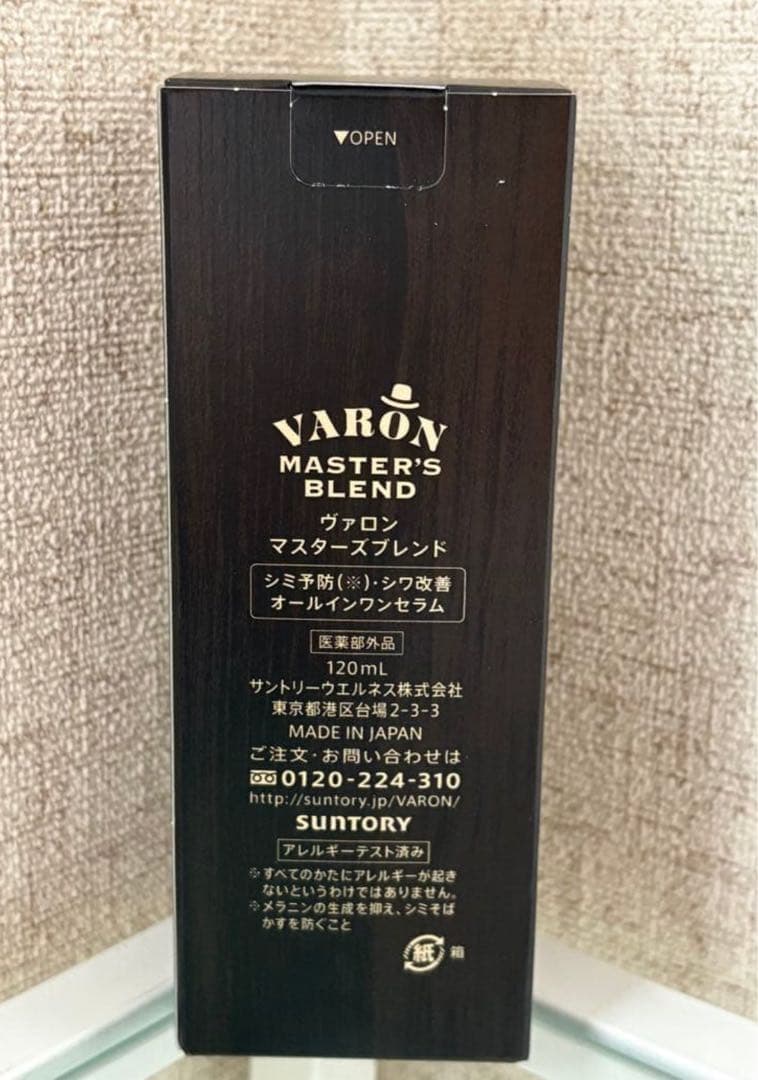 ▼OPEN
VARON
MASTER'S
BLEND
ヴァロン
マスターズブレンド
シミ予防(※)・シワ改善
オールインワンセラム
医薬部外品
120mL
サントリーウエルネス株式会社
東京都港区台場2-3-3
MADE IN JAPAN
ご注文・お問い合わせは
0120-224-310
http://suntory.jp/VARON/
SUNTORY
アレルギーテスト済み
※すべてのかたにアレルギーが起き
ないというわけではありません。
※メラニンの生成を抑え、シミそば
かすを防ぐこと
紙 箱